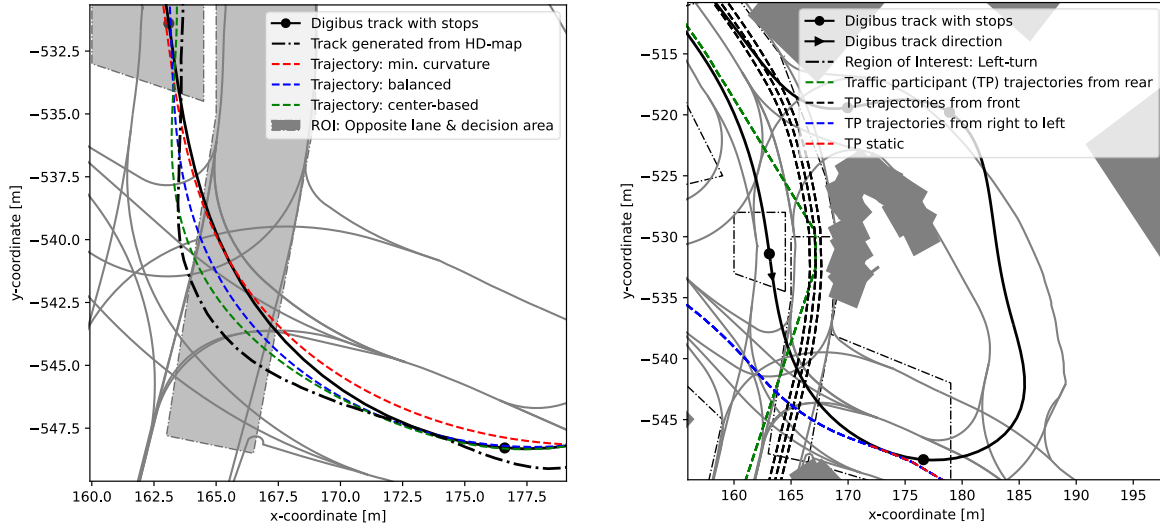 −532.5
−535.0
−537.5
−540.0
−542.5
−545.0
−547.5
y-coordinate [m]
160.0
162.5
165.0
167.5
170.0
172.5
175.0
177.5
x-coordinate [m]
Digibus track with stops
Track generated from HD-map
Trajectory: min. curvature
Trajectory: balanced
Trajectory: center-based
ROI: Opposite lane & decision area
−515
−520
−525
−530
−535
−540
−545
y-coordinate [m]
160
165
170
175
180
185
190
195
x-coordinate [m]
Digibus track with stops
Digibus track direction
Region of Interest: Left-turn
Traffic participant (TP) trajectories from rear
TP trajectories from front
TP trajectories from right to left
TP static